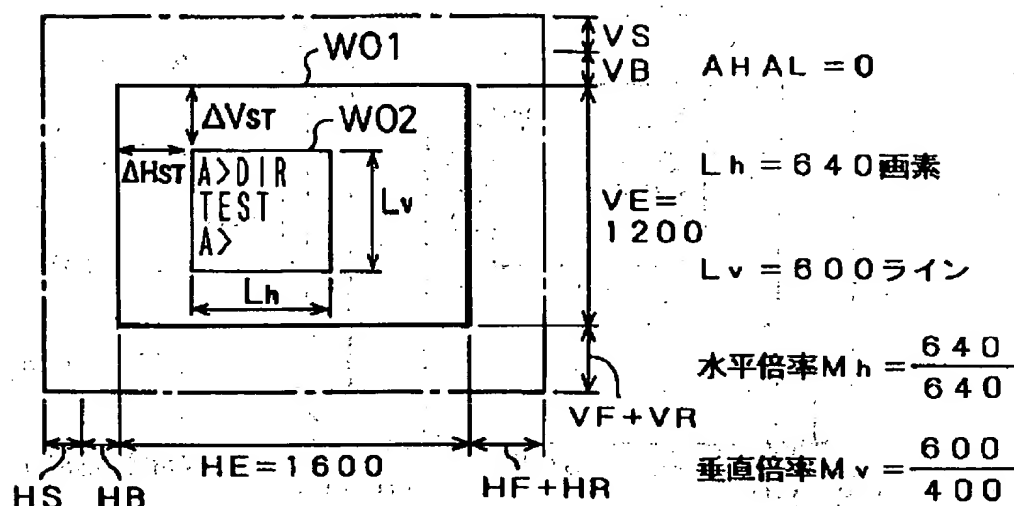 WO1
VS
VB
AHAL=0
ΔVST
WO2
ΔHST
A>DIR
TEST
A>
Lv
Lh
VE=
1200
Lh=640画素
Lv=600ライン
水平倍率Mh=640/640
VF+VR
HS
HB
HE=1600
HF+HR
垂直倍率Mv=600/400